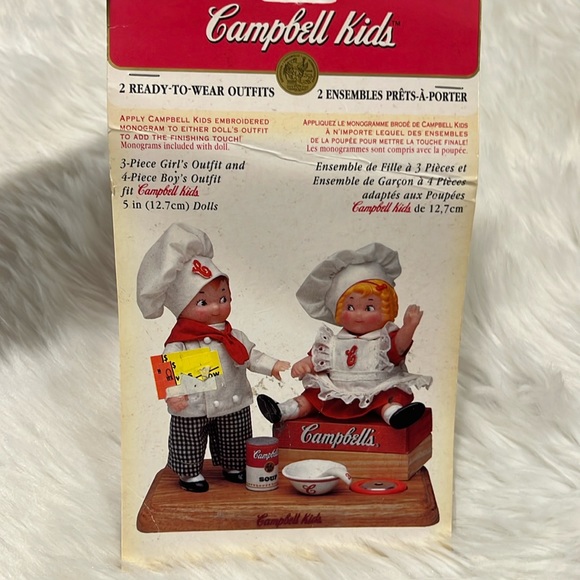 Campbell Kids™
2 READY-TO-WEAR OUTFITS
2 ENSEMBLES PRÊTS-À-PORTER
APPLY CAMPBELL KIDS EMBROIDERED
MONOGRAM TO EITHER DOLL'S OUTFIT
TO ADD THE FINISHING TOUCH!
Monograms included with doll.
APPLIQUEZ LE MONOGRAMME BRODÉ DE CAMPBELL KIDS
À N'IMPORTE LEQUEL DES ENSEMBLES
DE LA POUPÉE POUR METTRE LA TOUCHE FINALE!
Les monogrammes sont compris avec la poupée.
3-Piece Girl's Outfit and
4-Piece Boy's Outfit
fit Campbell Kids
5 in (12.7cm) Dolls
Ensemble de Fille à 3 Pièces et
Ensemble de Garçon à 4 Pièces
adaptés aux Poupées
Campbell Kids de 12,7cm
C
C
Campbell's
Campbell's
SOUP
C
Campbell Kids